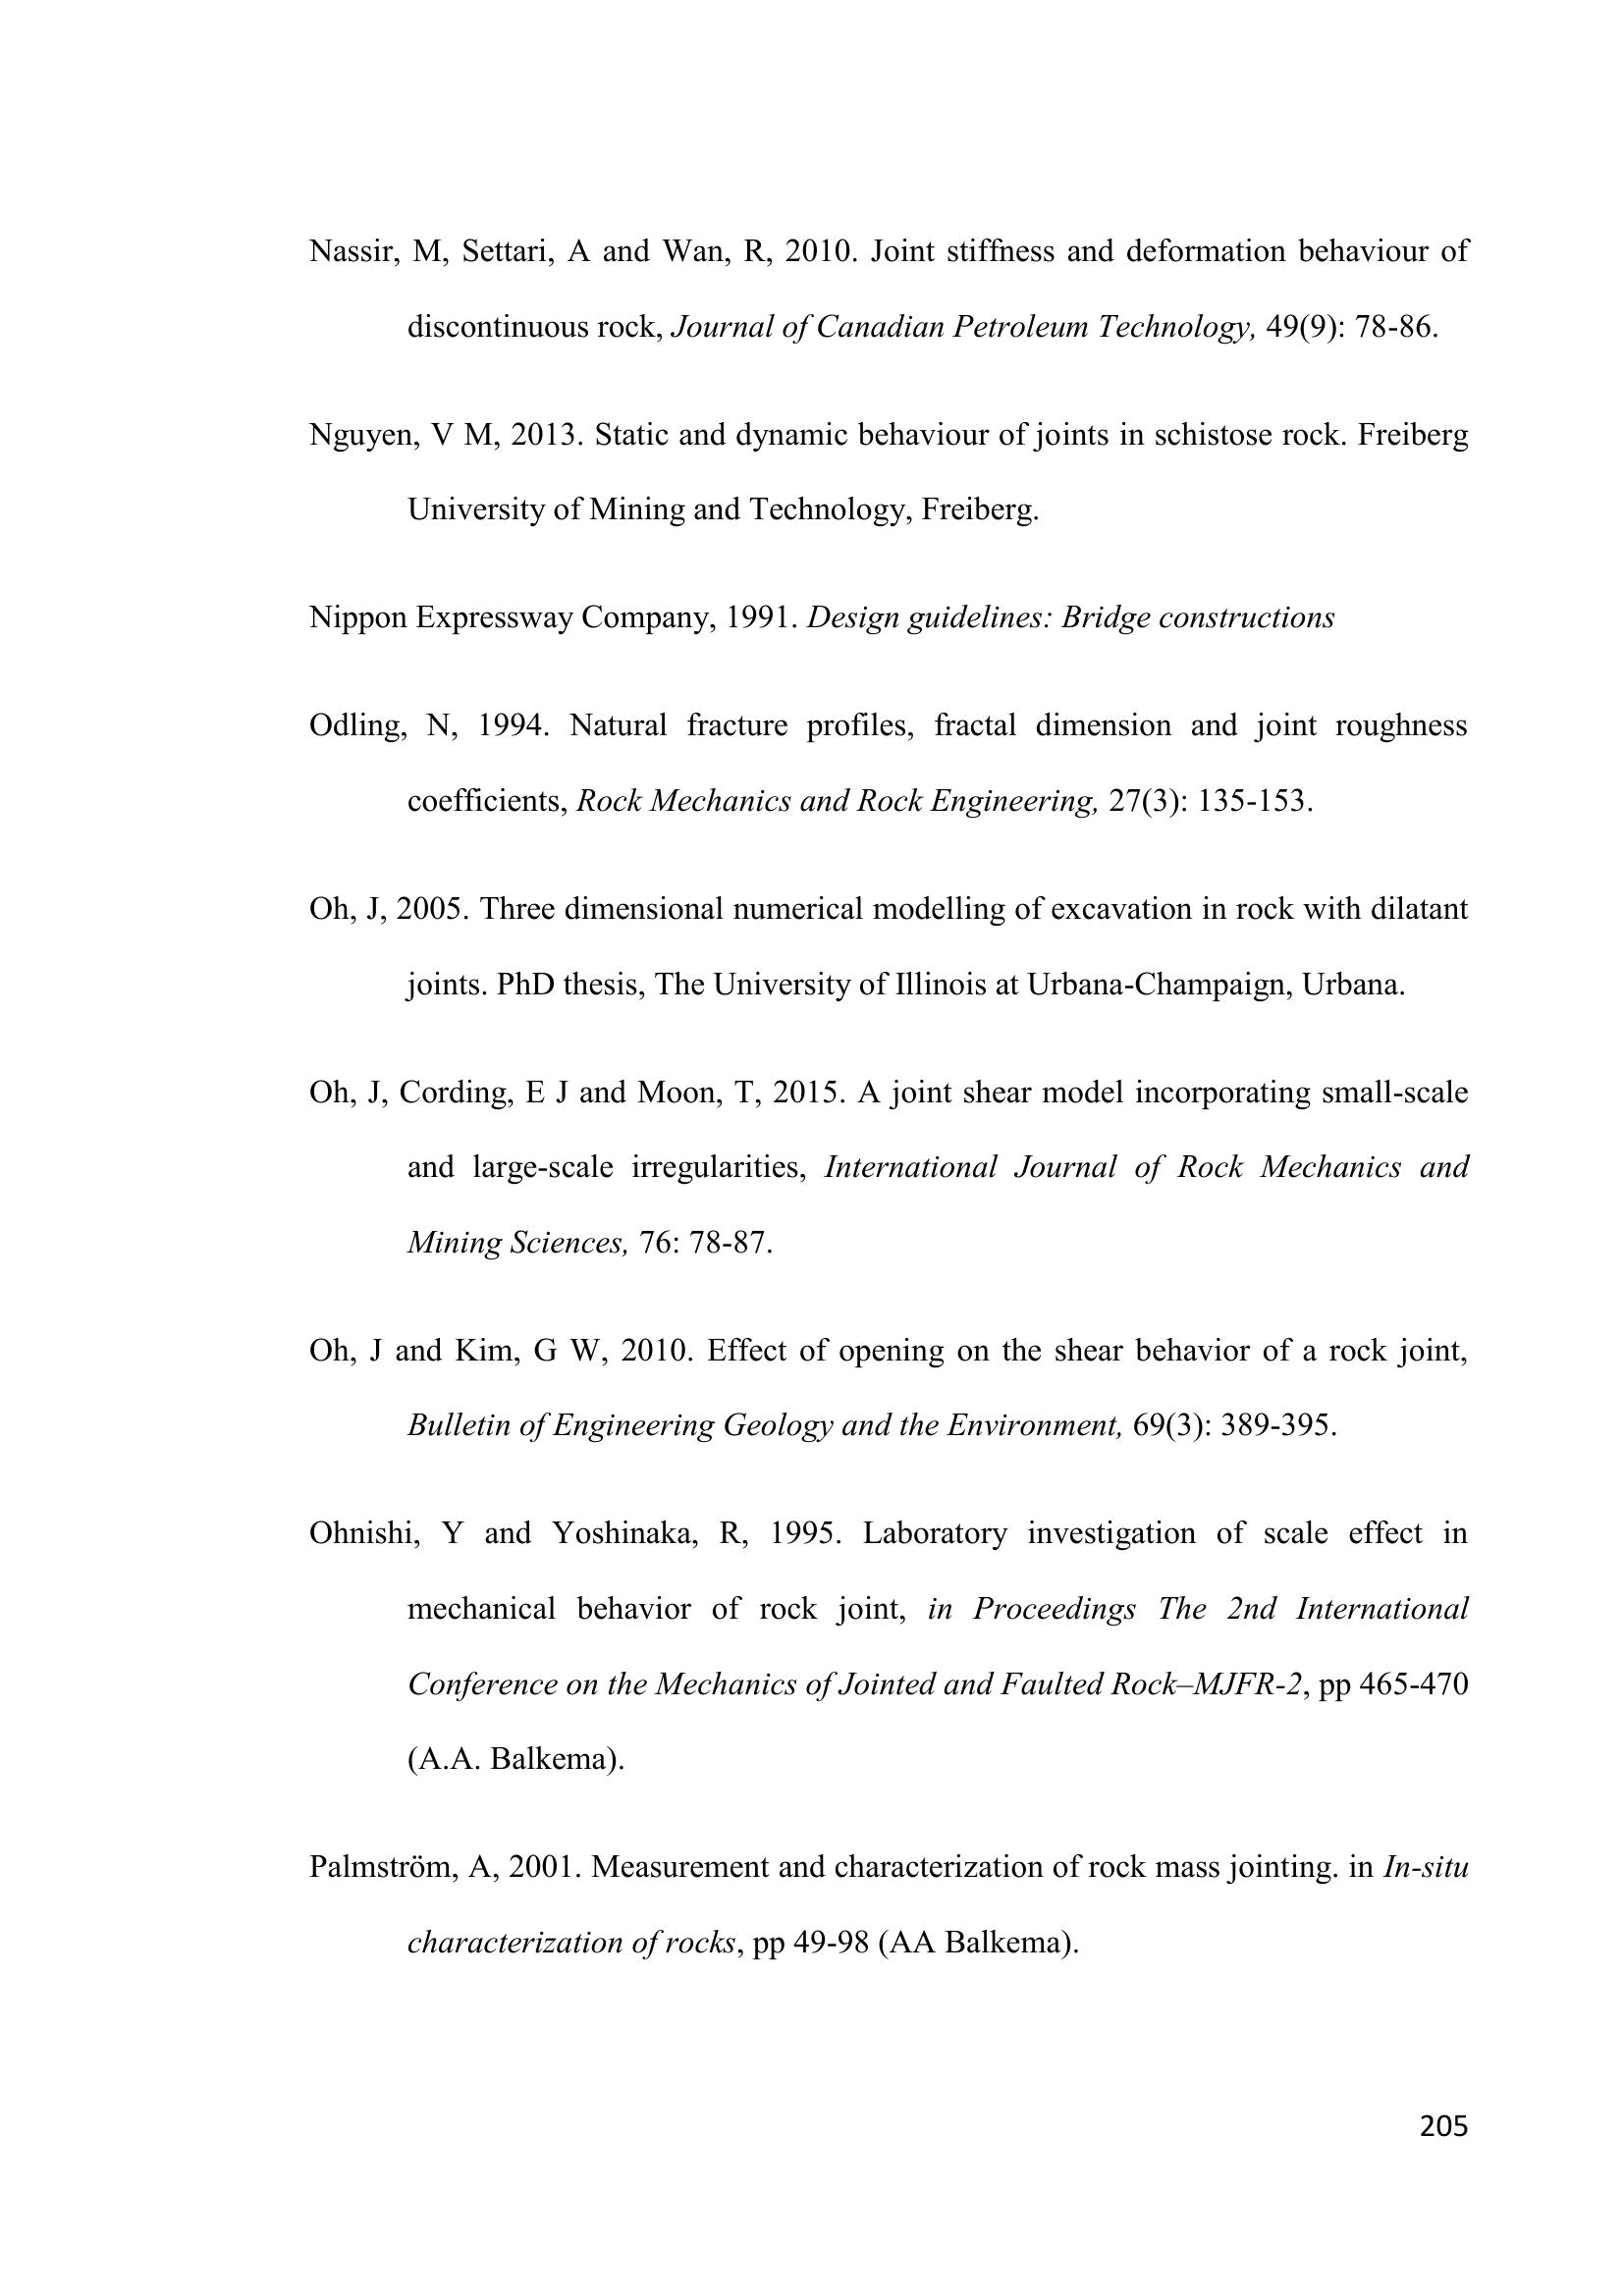 Nassir, M, Settari, A and Wan, R, 2010. Joint stiffness and deformation behaviour of
discontinuous rock, Journal of Canadian Petroleum Technology, 49(9): 78-86.
Nguyen, V M, 2013. Static and dynamic behaviour of joints in schistose rock. Freiberg
University of Mining and Technology, Freiberg.
Nippon Expressway Company, 1991. Design guidelines: Bridge constructions
Odling, N, 1994. Natural fracture profiles, fractal dimension and joint roughness
coefficients, Rock Mechanics and Rock Engineering, 27(3): 135-153.
Oh, J, 2005. Three dimensional numerical modelling of excavation in rock with dilatant
joints. PhD thesis, The University of Illinois at Urbana-Champaign, Urbana.
Oh, J, Cording, E J and Moon, T, 2015. A joint shear model incorporating small-scale
and large-scale irregularities, International Journal of Rock Mechanics and
Mining Sciences, 76: 78-87.
Oh, J and Kim, G W, 2010. Effect of opening on the shear behavior of a rock joint,
Bulletin of Engineering Geology and the Environment, 69(3): 389-395.
Ohnishi, Y and Yoshinaka, R, 1995. Laboratory investigation of scale effect in
mechanical behavior of rock joint, in Proceedings The 2nd International
Conference on the Mechanics of Jointed and Faulted Rock–MJFR-2, pp 465-470
(A.A. Balkema).
Palmström, A, 2001. Measurement and characterization of rock mass jointing. in In-situ
characterization of rocks, pp 49-98 (AA Balkema).
205